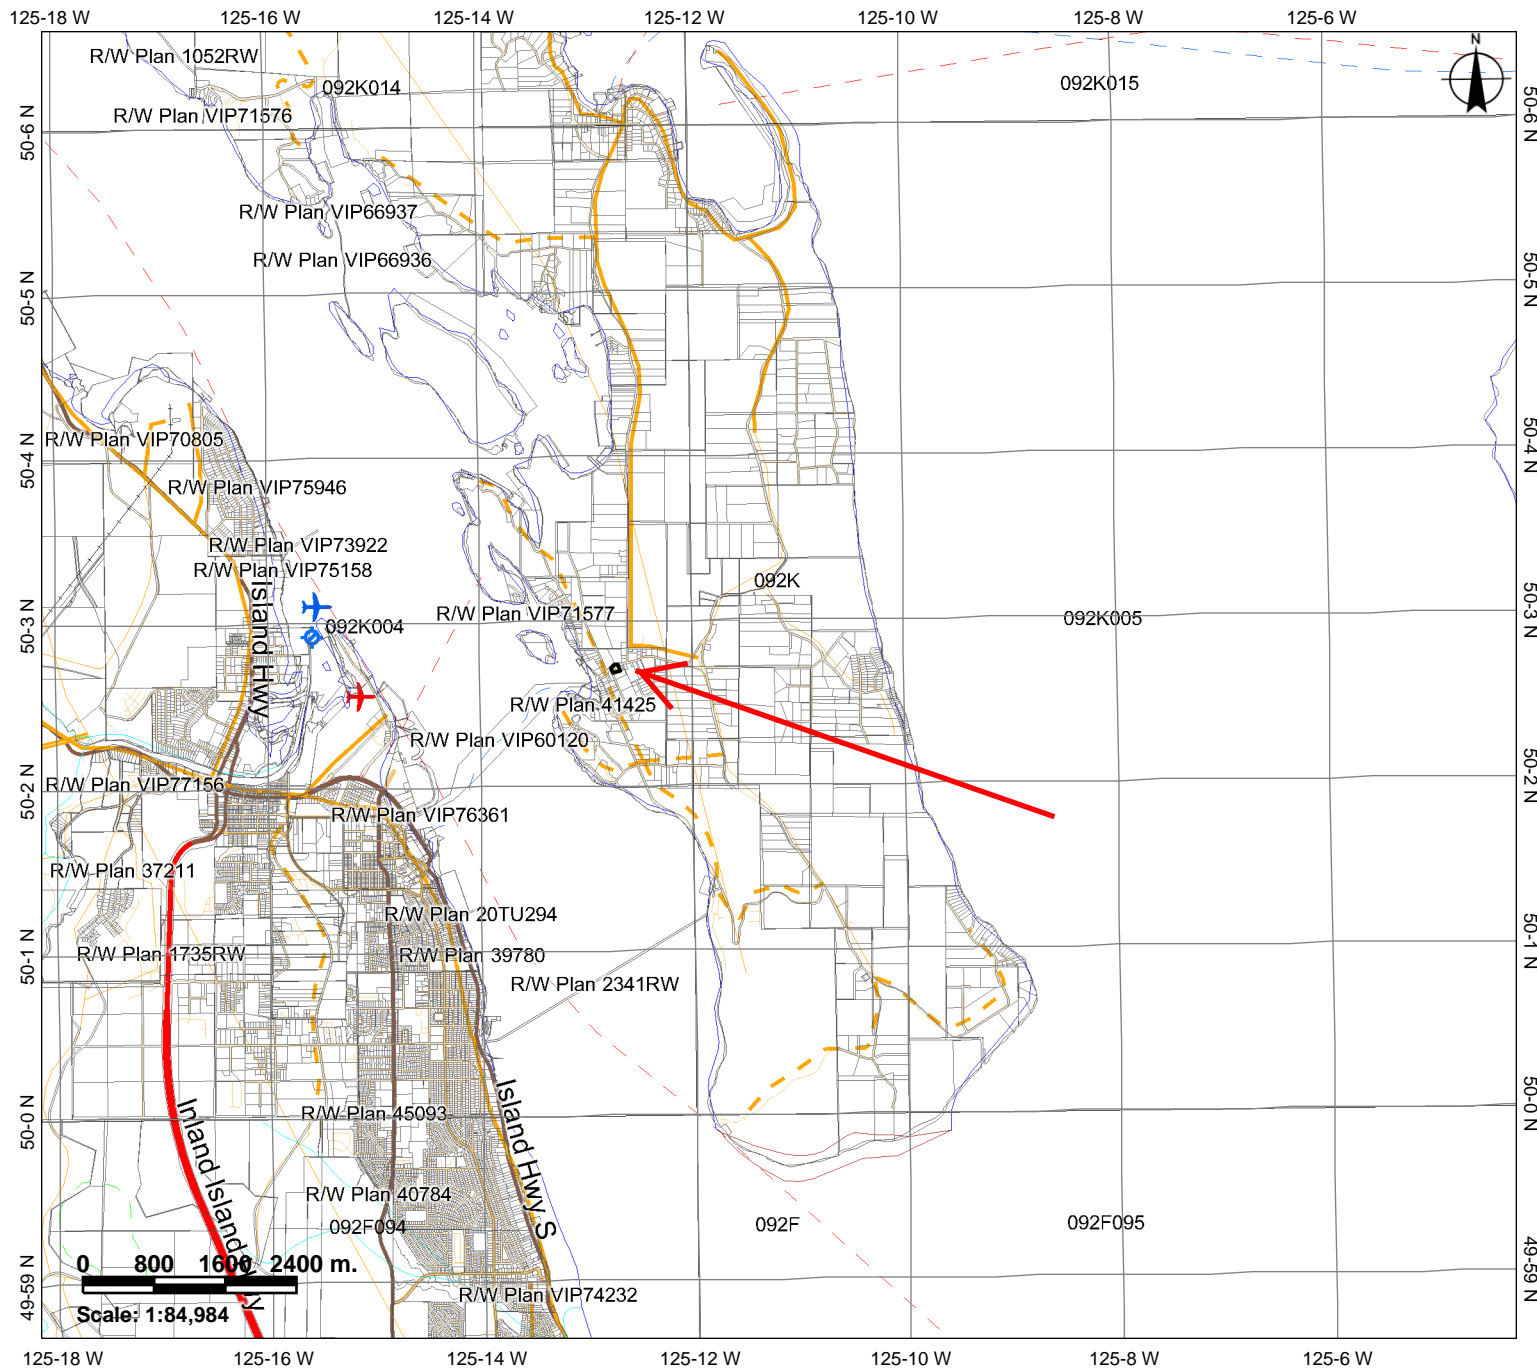 125-18 W 125-16 W 125-14 W 125-12 W 125-10 W 125-8 W 125-6 W
N
R/W Plan 1052RW
092K014
092K015
R/W Plan VIP71576
50-6 N
50-6 N
R/W Plan VIP66937
R/W Plan VIP66936
50-5 N
50-5 N
R/W Plan VIP70805
50-4 N
50-4 N
R/W Plan VIP75946
R/W Plan VIP73922
R/W Plan VIP75158
092K
Island Hwy
R/W Plan VIP71577
092K004
092K005
50-3 N
50-3 N
R/W Plan 41425
R/W Plan VIP60120
R/W Plan VIP77156
50-2 N
50-2 N
R/W Plan VIP76361
R/W Plan 37211
R/W Plan 20TU294
R/W Plan 1735RW
R/W Plan 39780
50-1 N
50-1 N
R/W Plan 2341RW
R/W Plan 45093
50-0 N
50-0 N
Island Hwy S
Inland Island Hwy
R/W Plan 40784
092F094
092F
092F095
0 800 1600 2400 m.
49-59 N
49-59 N
R/W Plan VIP74232
Scale: 1:84,984
125-18 W 125-16 W 125-14 W 125-12 W 125-10 W 125-8 W 125-6 W